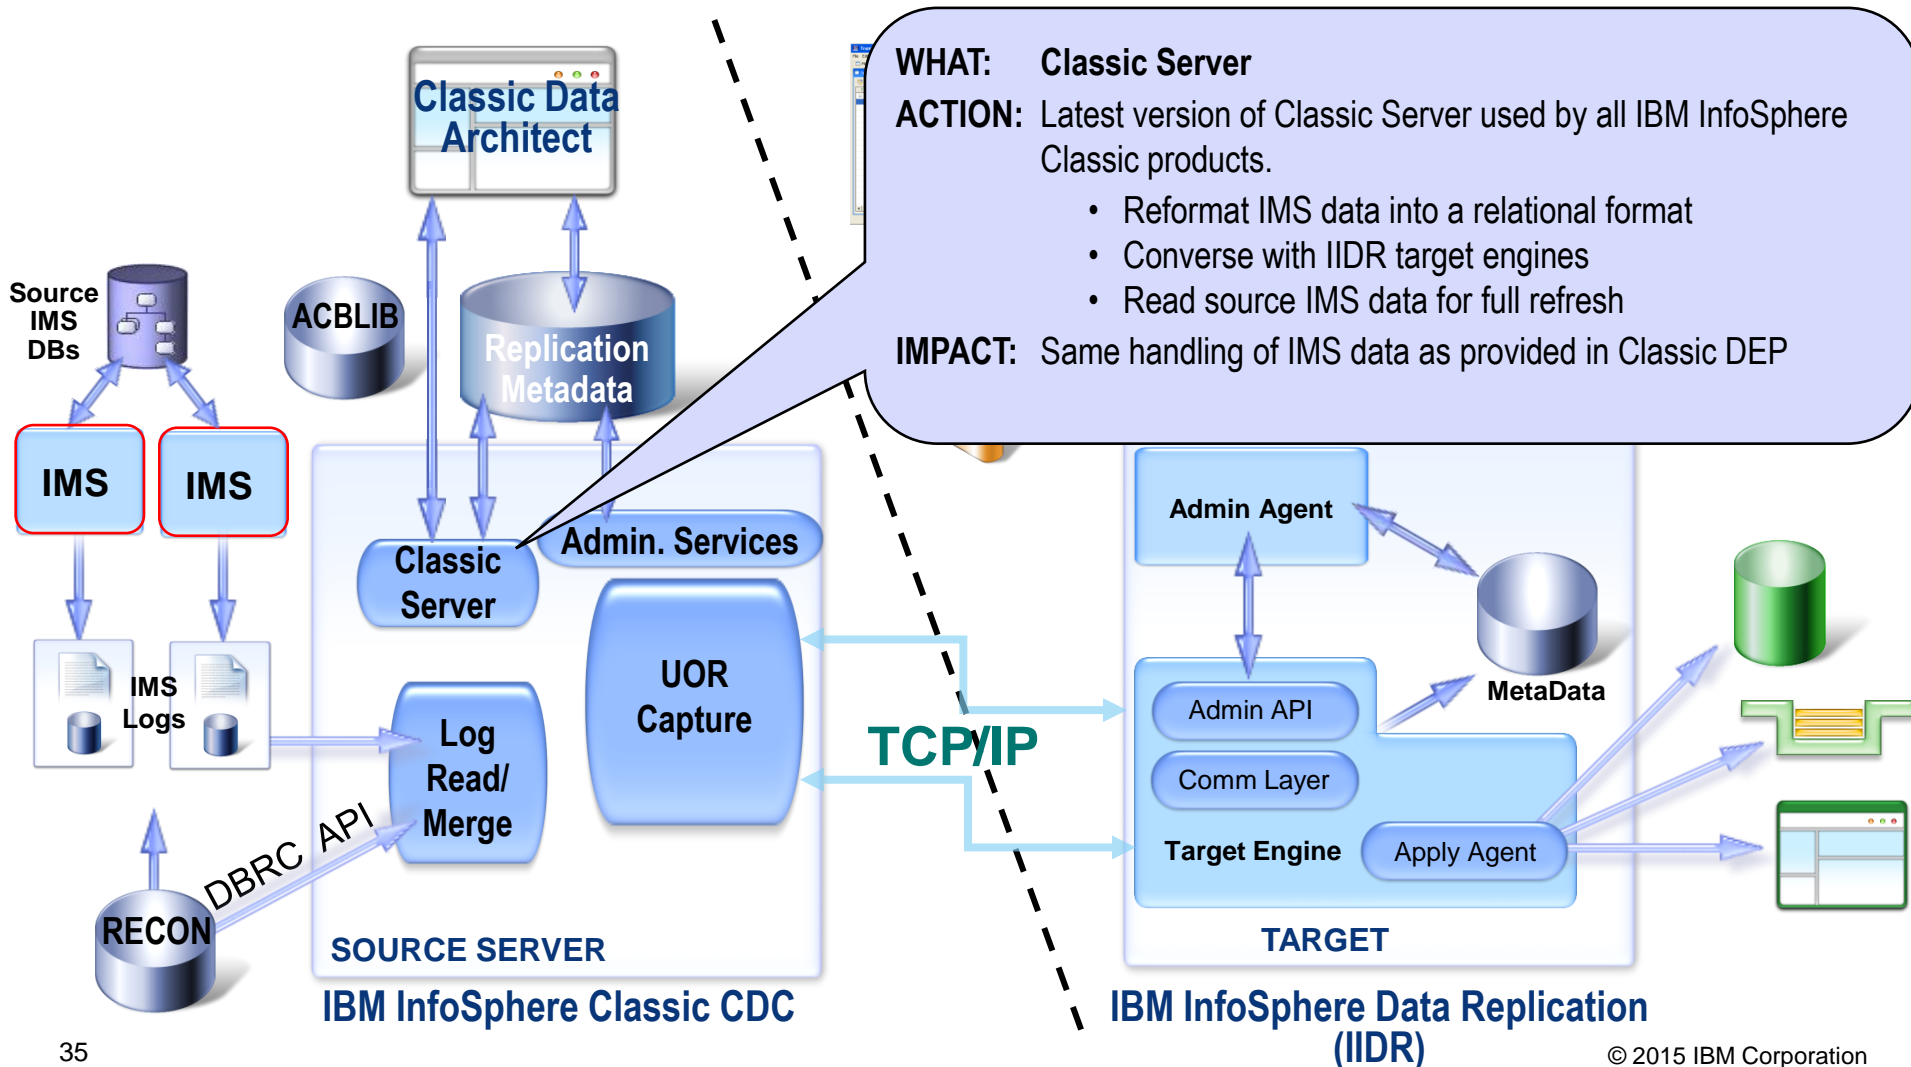 WHAT: Classic Server
ACTION: Latest version of Classic Server used by all IBM InfoSphere
Classic products.
• Reformat IMS data into a relational format
• Converse with IIDR target engines
• Read source IMS data for full refresh
IMPACT: Same handling of IMS data as provided in Classic DEP
Classic Data
Architect
Source
IMS
DBs
ACBLIB
Replication
Metadata
IMS
IMS
Classic
Server
Admin. Services
UOR
Capture
IMS
Logs
Log
Read/
Merge
DBRC API
RECON
SOURCE SERVER
IBM InfoSphere Classic CDC
TCP/IP
Admin Agent
MetaData
Admin API
Comm Layer
Target Engine
Apply Agent
TARGET
IBM InfoSphere Data Replication
(IIDR)
35
© 2015 IBM Corporation